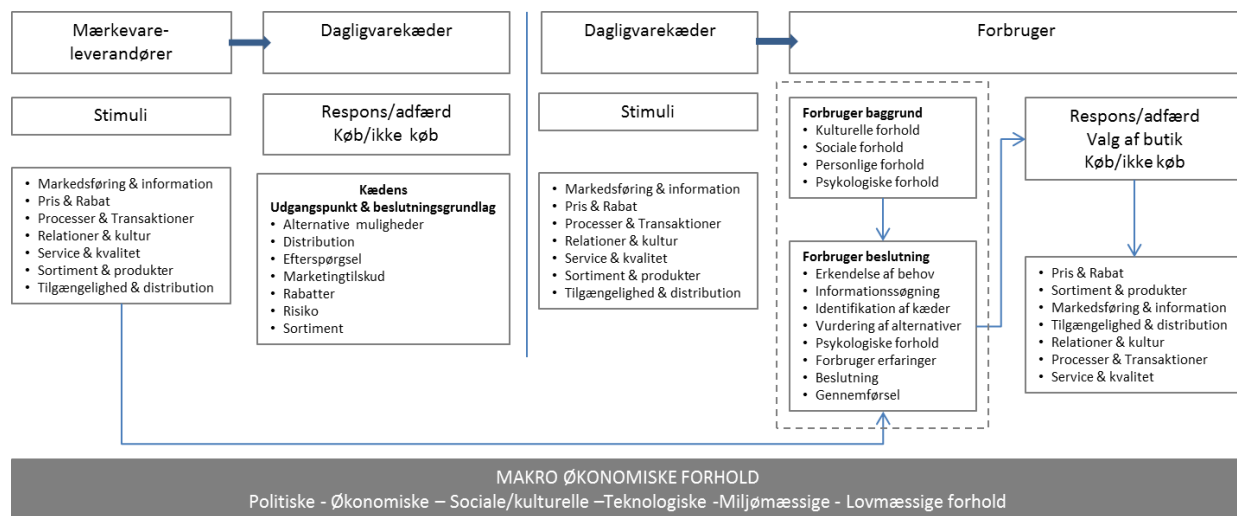 Mærkevare-
leverandører
Dagligvarekæder
Stimuli
Respons/adfærd
Køb/ikke køb
• Markedsføring & information
• Pris & Rabat
• Processer & Transaktioner
• Relationer & kultur
• Service & kvalitet
• Sortiment & produkter
• Tilgængelighed & distribution
Kædens
Udgangspunkt & beslutningsgrundlag
• Alternative muligheder
• Distribution
• Efterspørgsel
• Marketingtilskud
• Rabatter
• Risiko
• Sortiment
Dagligvarekæder
Forbruger
Stimuli
• Markedsføring & information
• Pris & Rabat
• Processer & Transaktioner
• Relationer & kultur
• Service & kvalitet
• Sortiment & produkter
• Tilgængelighed & distribution
Forbruger baggrund
• Kulturelle forhold
• Sociale forhold
• Personlige forhold
• Psykologiske forhold
Forbruger beslutning
• Erkendelse af behov
• Informationssøgning
• Identifikation af kæder
• Vurdering af alternativer
• Psykologiske forhold
• Forbruger erfaringer
• Beslutning
• Gennemførsel
Respons/adfærd
Valg af butik
Køb/ikke køb
• Pris & Rabat
• Sortiment & produkter
• Markedsføring & information
• Tilgængelighed & distribution
• Relationer & kultur
• Processer & Transaktioner
• Service & kvalitet
MAKRO ØKONOMISKE FORHOLD
Politiske - Økonomiske – Sociale/kulturelle –Teknologiske -Miljømæssige - Lovmæssige forhold